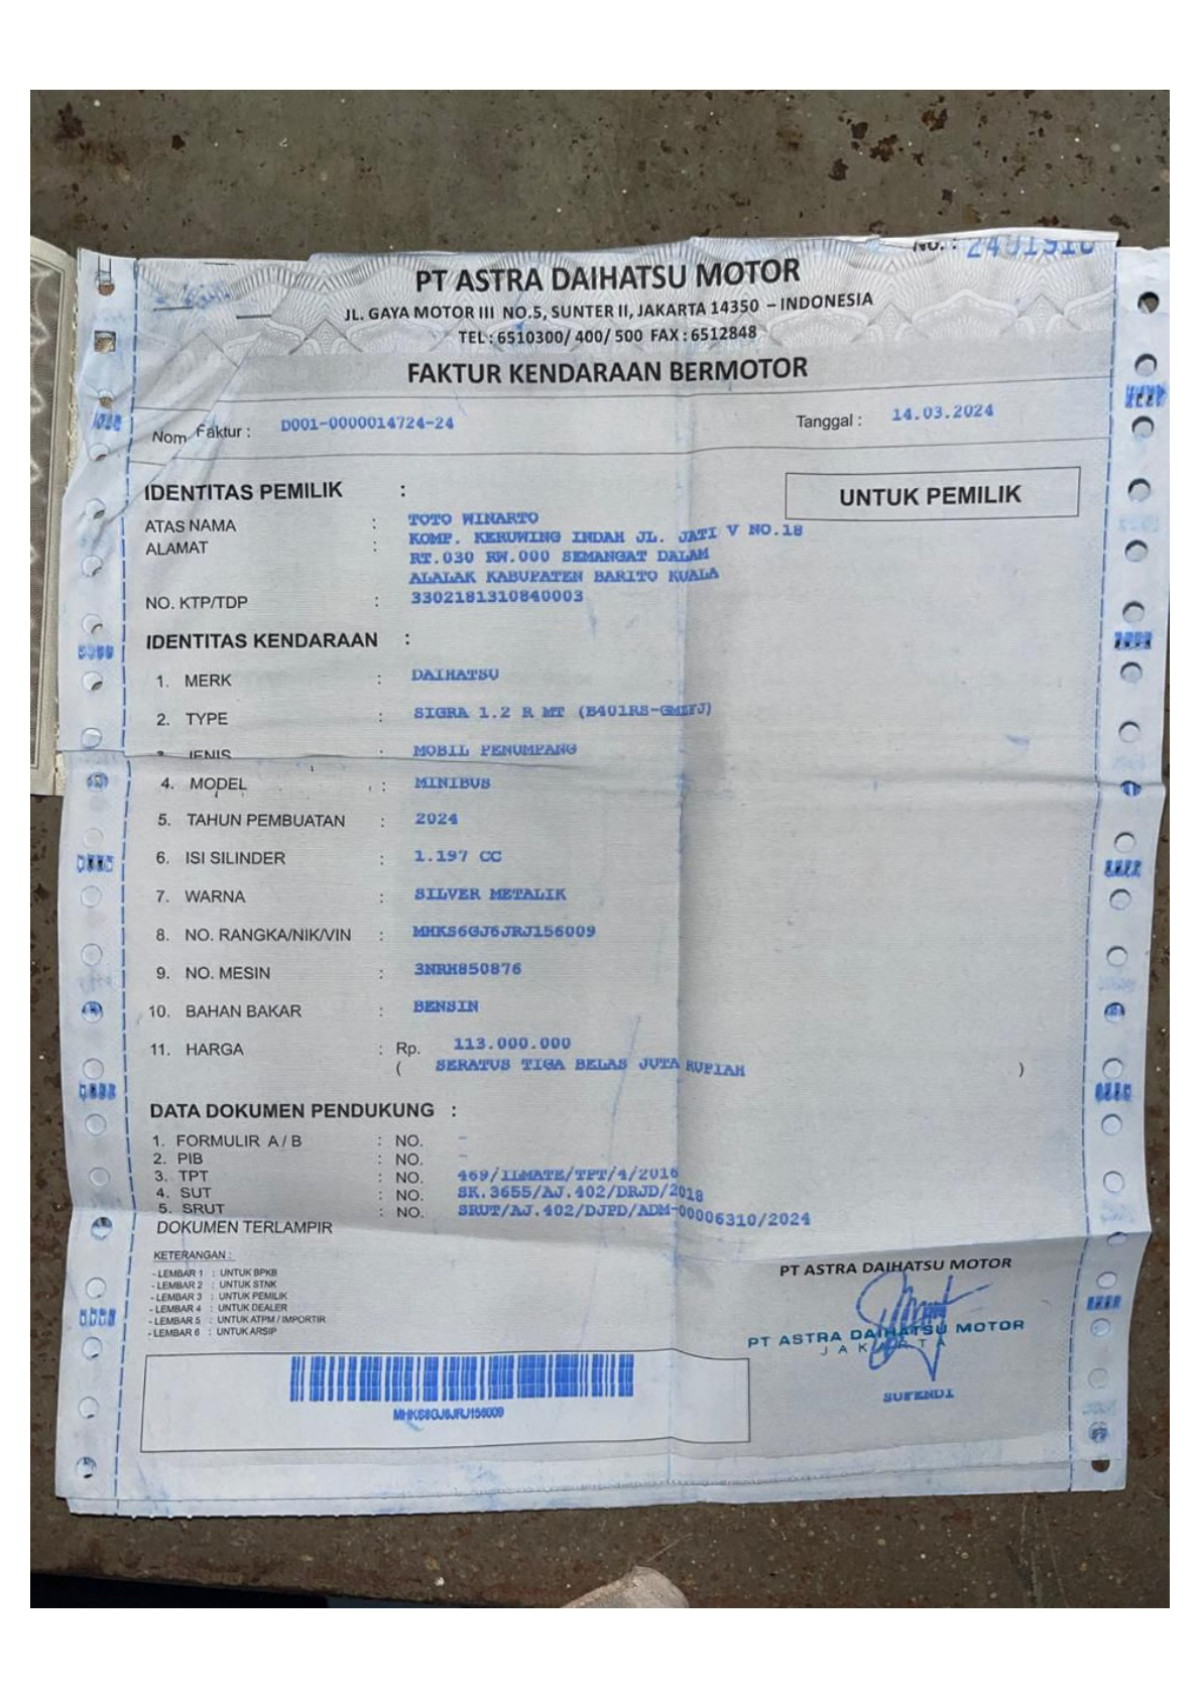 No. : 2401910
PT ASTRA DAIHATSU MOTOR
JL. GAYA MOTOR III NO.5, SUNTER II, JAKARTA 14350 – INDONESIA
TEL : 6510300/ 400/ 500 FAX : 6512848
FAKTUR KENDARAAN BERMOTOR
Nom Faktur : D001-0000014724-24 Tanggal : 14.03.2024
IDENTITAS PEMILIK :
UNTUK PEMILIK
ATAS NAMA : TOTO WINARTO
ALAMAT : KOMP. KERUWING INDAH JL. JATI V NO.18
RT.030 RW.000 SEMANGAT DALAM
ALALAK KABUPATEN BARITO KUALA
NO. KTP/TDP : 3302181310840003
IDENTITAS KENDARAAN :
1. MERK : DAIHATSU
2. TYPE : SIGRA 1.2 R MT
3. JENIS : MOBIL PENUMPANG
4. MODEL : MINIBUS
5. TAHUN PEMBUATAN : 2024
6. ISI SILINDER : 1.197 CC
7. WARNA : SILVER METALIK
8. NO. RANGKA/NIK/VIN : MHKS6GJ6JRJ156009
9. NO. MESIN : 3NRH850876
10. BAHAN BAKAR : BENSIN
11. HARGA : Rp. 113.000.000
( SERATUS TIGA BELAS JUTA RUPIAH )
DATA DOKUMEN PENDUKUNG :
1. FORMULIR A / B : NO. -
2. PIB : NO. -
3. TPT : NO. 469/ILMATE/TPT/4/2016
4. SUT : NO. SK.3655/AJ.402/DRJD/2018
5. SRUT : NO. SRUT/AJ.402/DJPD/ADM-00006310/2024
DOKUMEN TERLAMPIR
KETERANGAN :
- LEMBAR 1 : UNTUK BPKB
- LEMBAR 2 : UNTUK STNK
- LEMBAR 3 : UNTUK PEMILIK
- LEMBAR 4 : UNTUK DEALER
- LEMBAR 5 : UNTUK ATPM / IMPORTIR
- LEMBAR 6 : UNTUK ARSIP
PT ASTRA DAIHATSU MOTOR
PT ASTRA DAIHATSU MOTOR
JAKARTA
SUFENDI
MHKS6GJ6JRJ156009